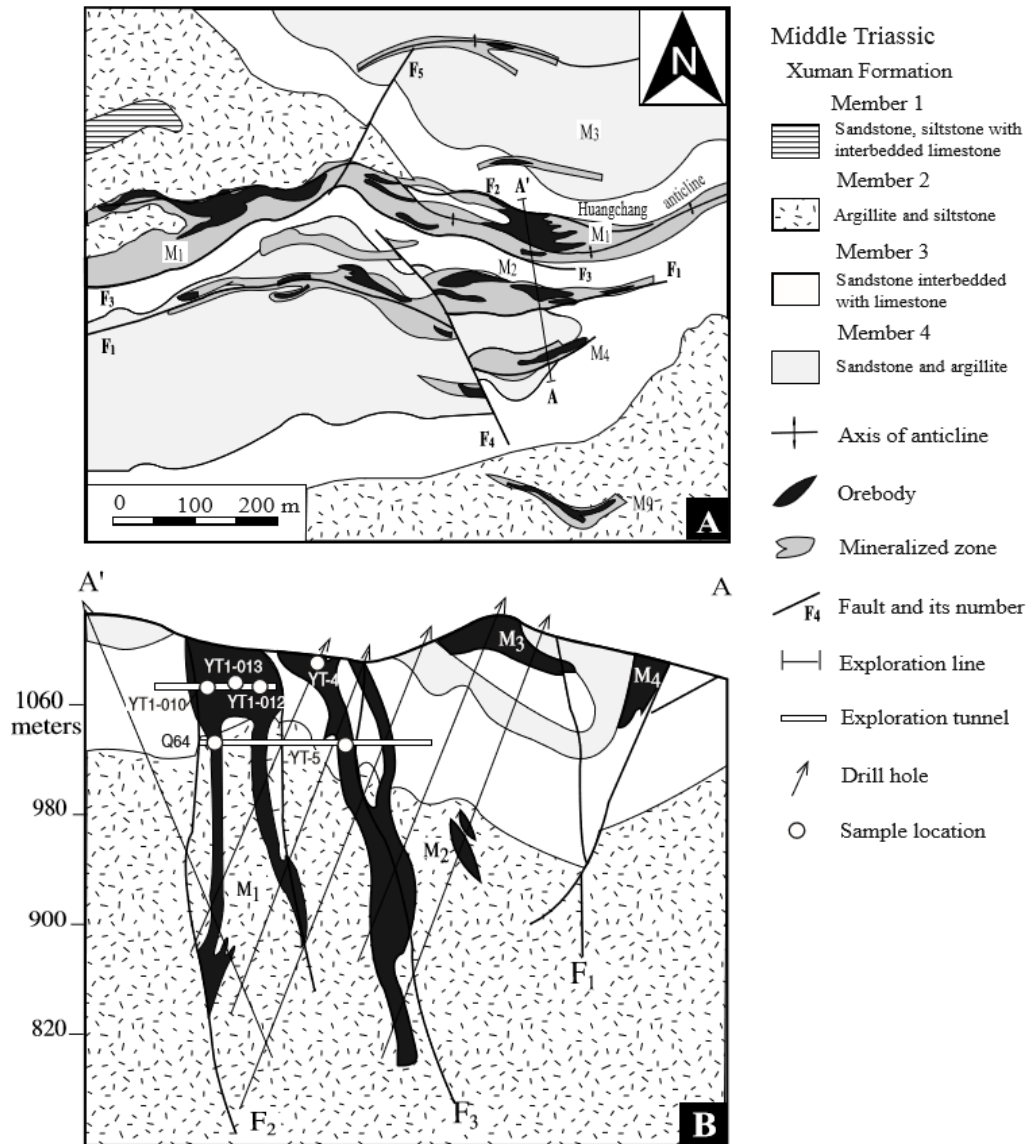 N
F5
M3
A'
F2
Huangchang
anticline
M1
M1
M2
F3
F1
F3
F1
M4
A
F4
0 100 200 m
M9
A
Middle Triassic
Xuman Formation
Member 1
Sandstone, siltstone with
interbedded limestone
Member 2
Argillite and siltstone
Member 3
Sandstone interbedded
with limestone
Member 4
Sandstone and argillite
Axis of anticline
Orebody
Mineralized zone
F4
Fault and its number
Exploration line
Exploration tunnel
Drill hole
Sample location
A'
A
M3
YT1-013
YT-4
M4
1060
meters
YT1-010
YT1-012
Q64
YT-5
980
M2
M1
900
F1
820
F2
F3
B